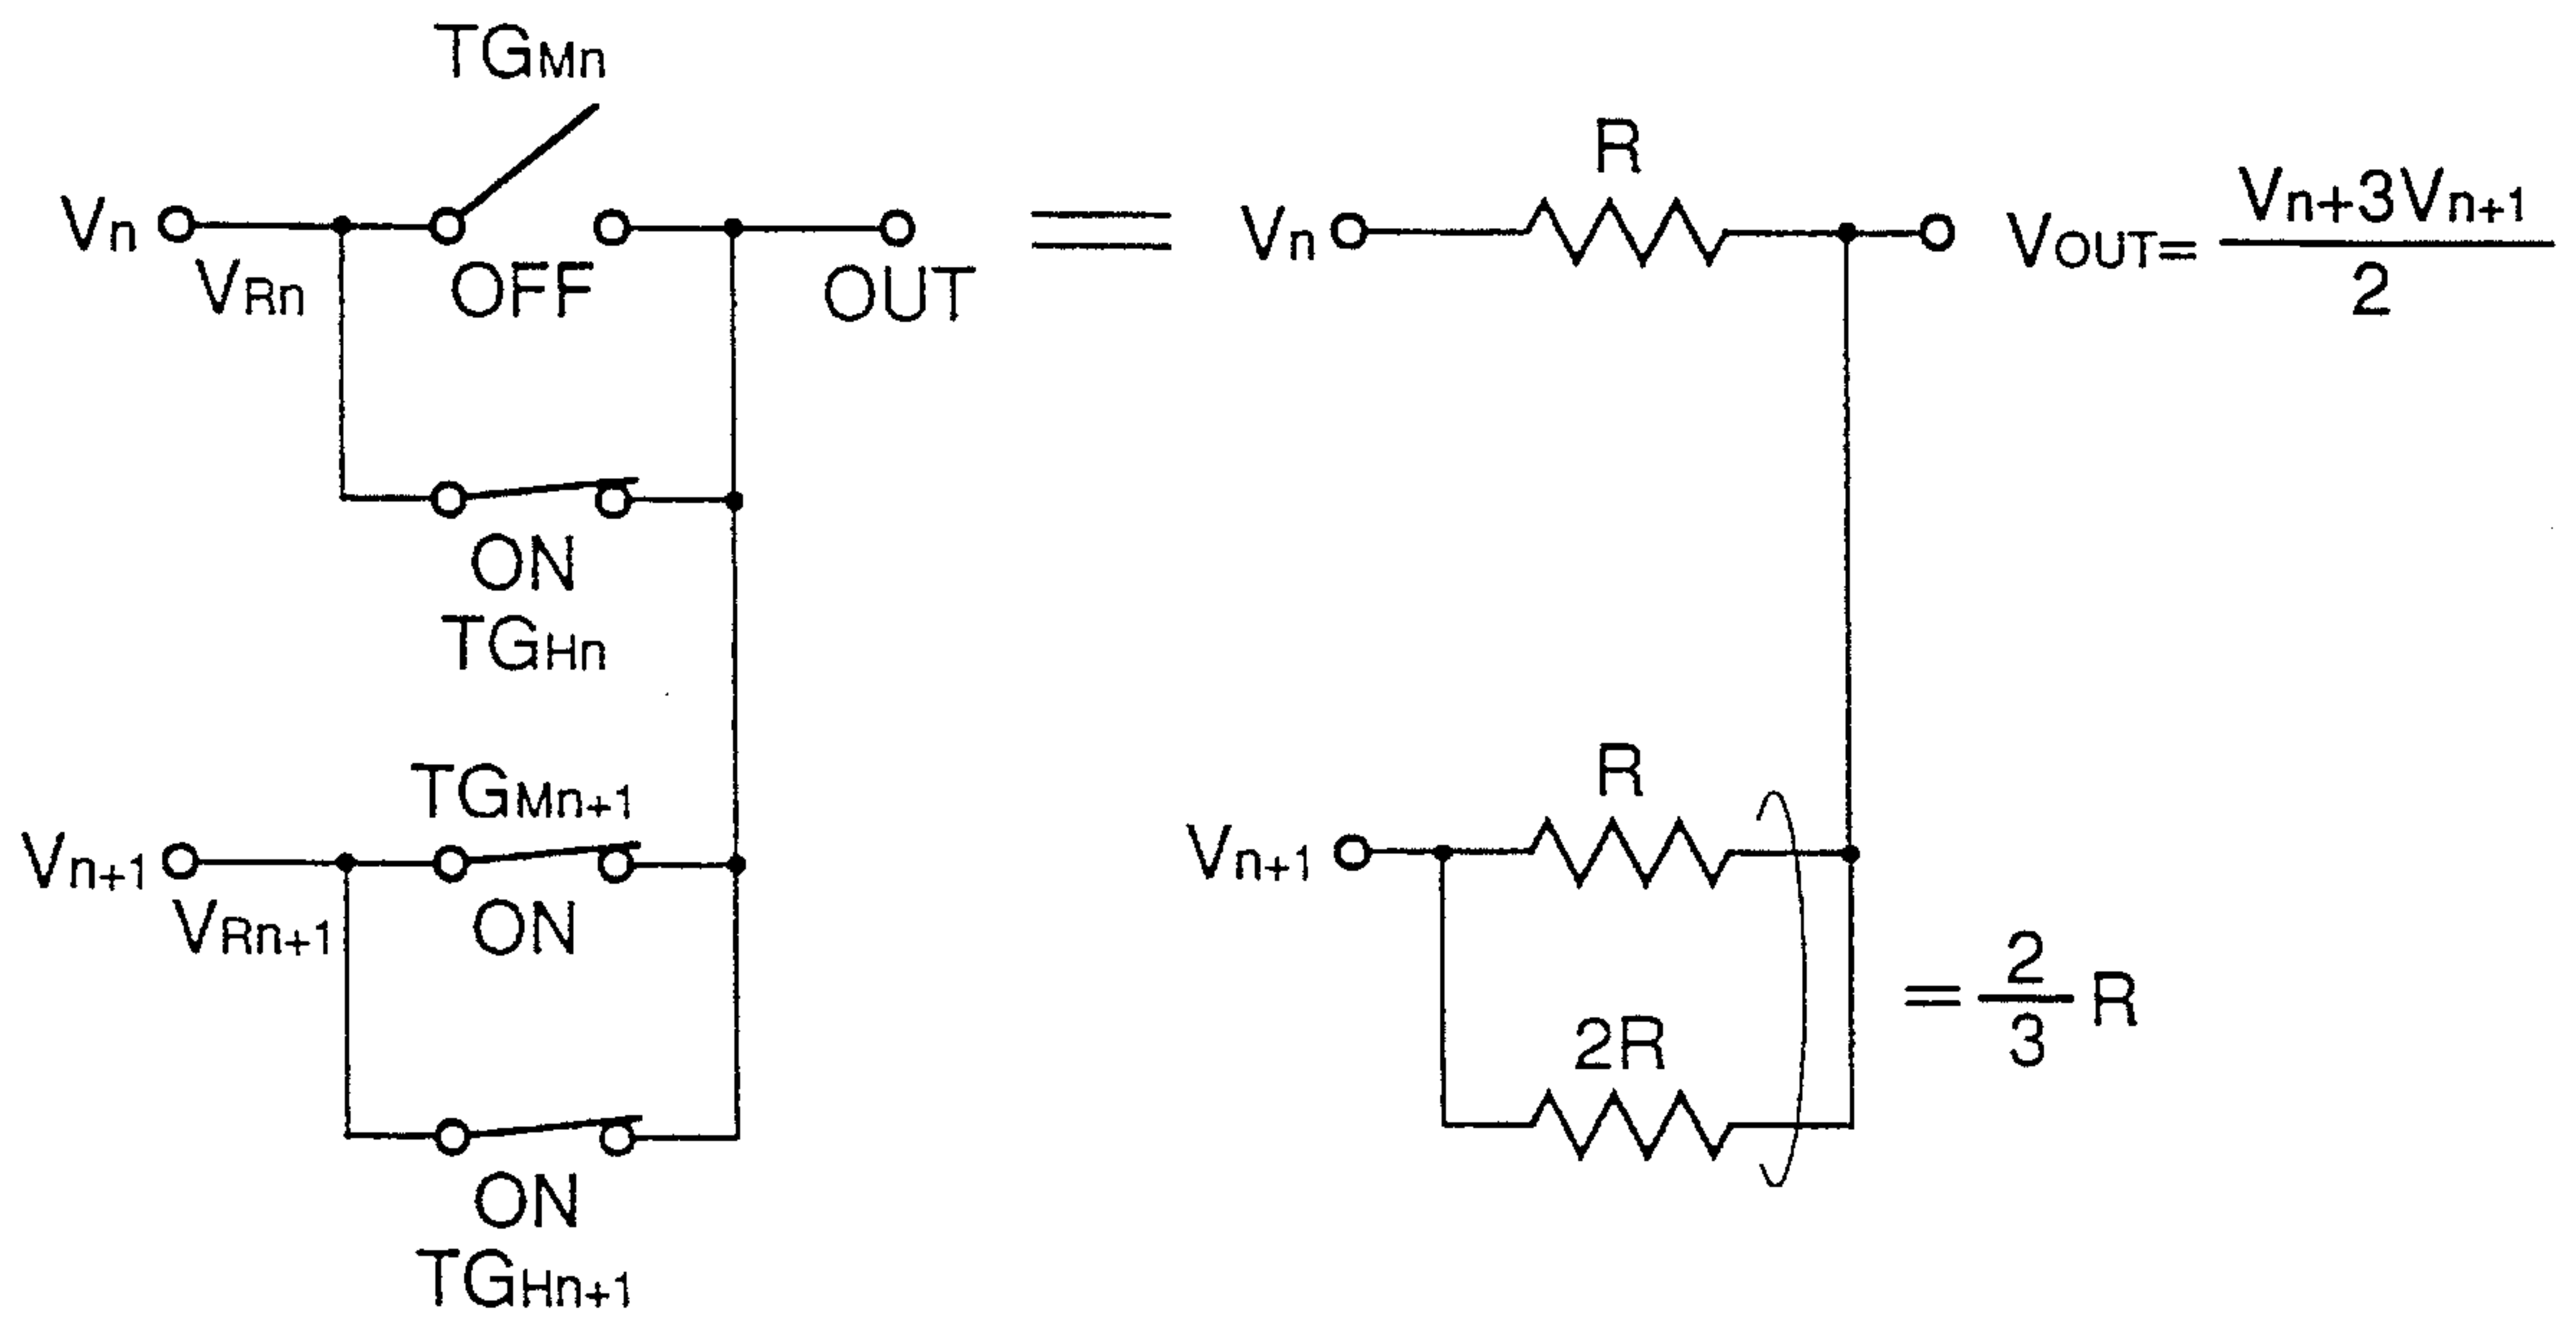 TGMn
Vn
VRn
OFF
OUT
ON
TGHn
TGMn+1
Vn+1
VRn+1
ON
ON
TGHn+1
R
Vn
VOUT= Vn+3Vn+1
2
R
Vn+1
2R
= 2
3 R